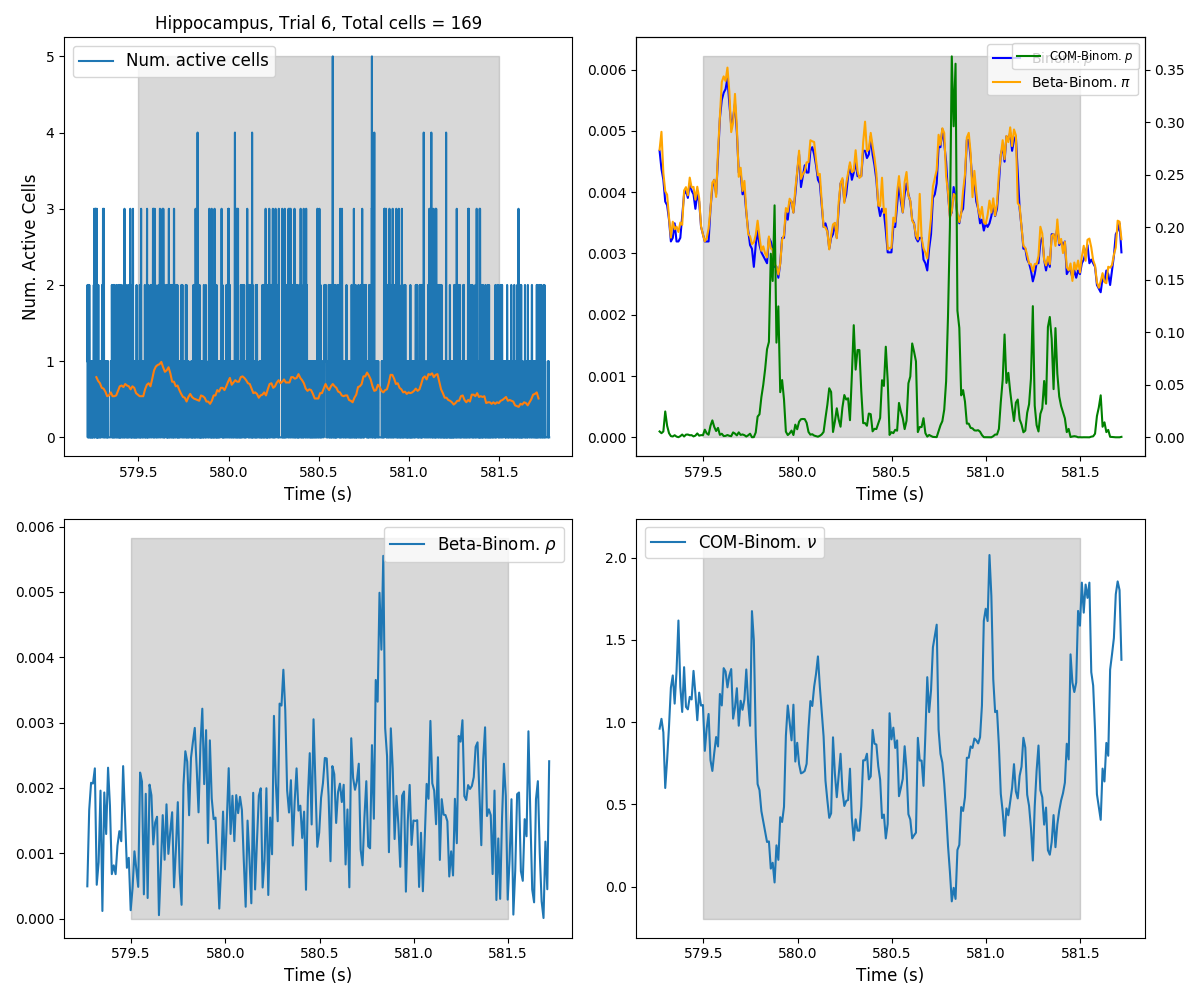 Hippocampus, Trial 6, Total cells = 169
Num. active cells
Num. Active Cells
5
4
3
2
1
0
579.5 580.0 580.5 581.0 581.5
Time (s)
COM-Binom. p
Binom. p
Beta-Binom. π
0.006
0.005
0.004
0.003
0.002
0.001
0.000
0.35
0.30
0.25
0.20
0.15
0.10
0.05
0.00
579.5 580.0 580.5 581.0 581.5
Time (s)
Beta-Binom. ρ
0.006
0.005
0.004
0.003
0.002
0.001
0.000
579.5 580.0 580.5 581.0 581.5
Time (s)
COM-Binom. ν
2.0
1.5
1.0
0.5
0.0
579.5 580.0 580.5 581.0 581.5
Time (s)